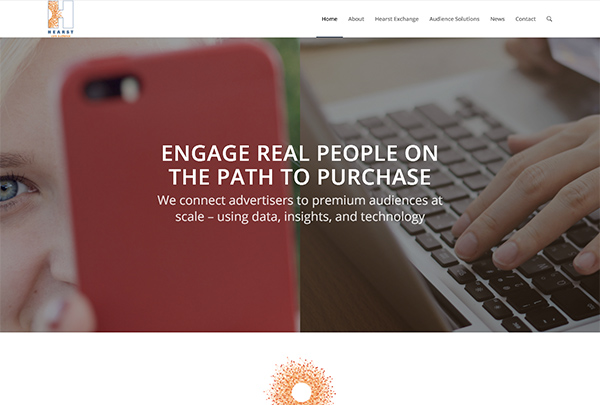 HEARST
Home About Hearst Exchange Audience Solutions News Contact
ENGAGE REAL PEOPLE ON
THE PATH TO PURCHASE
We connect advertisers to premium audiences at
scale – using data, insights, and technology